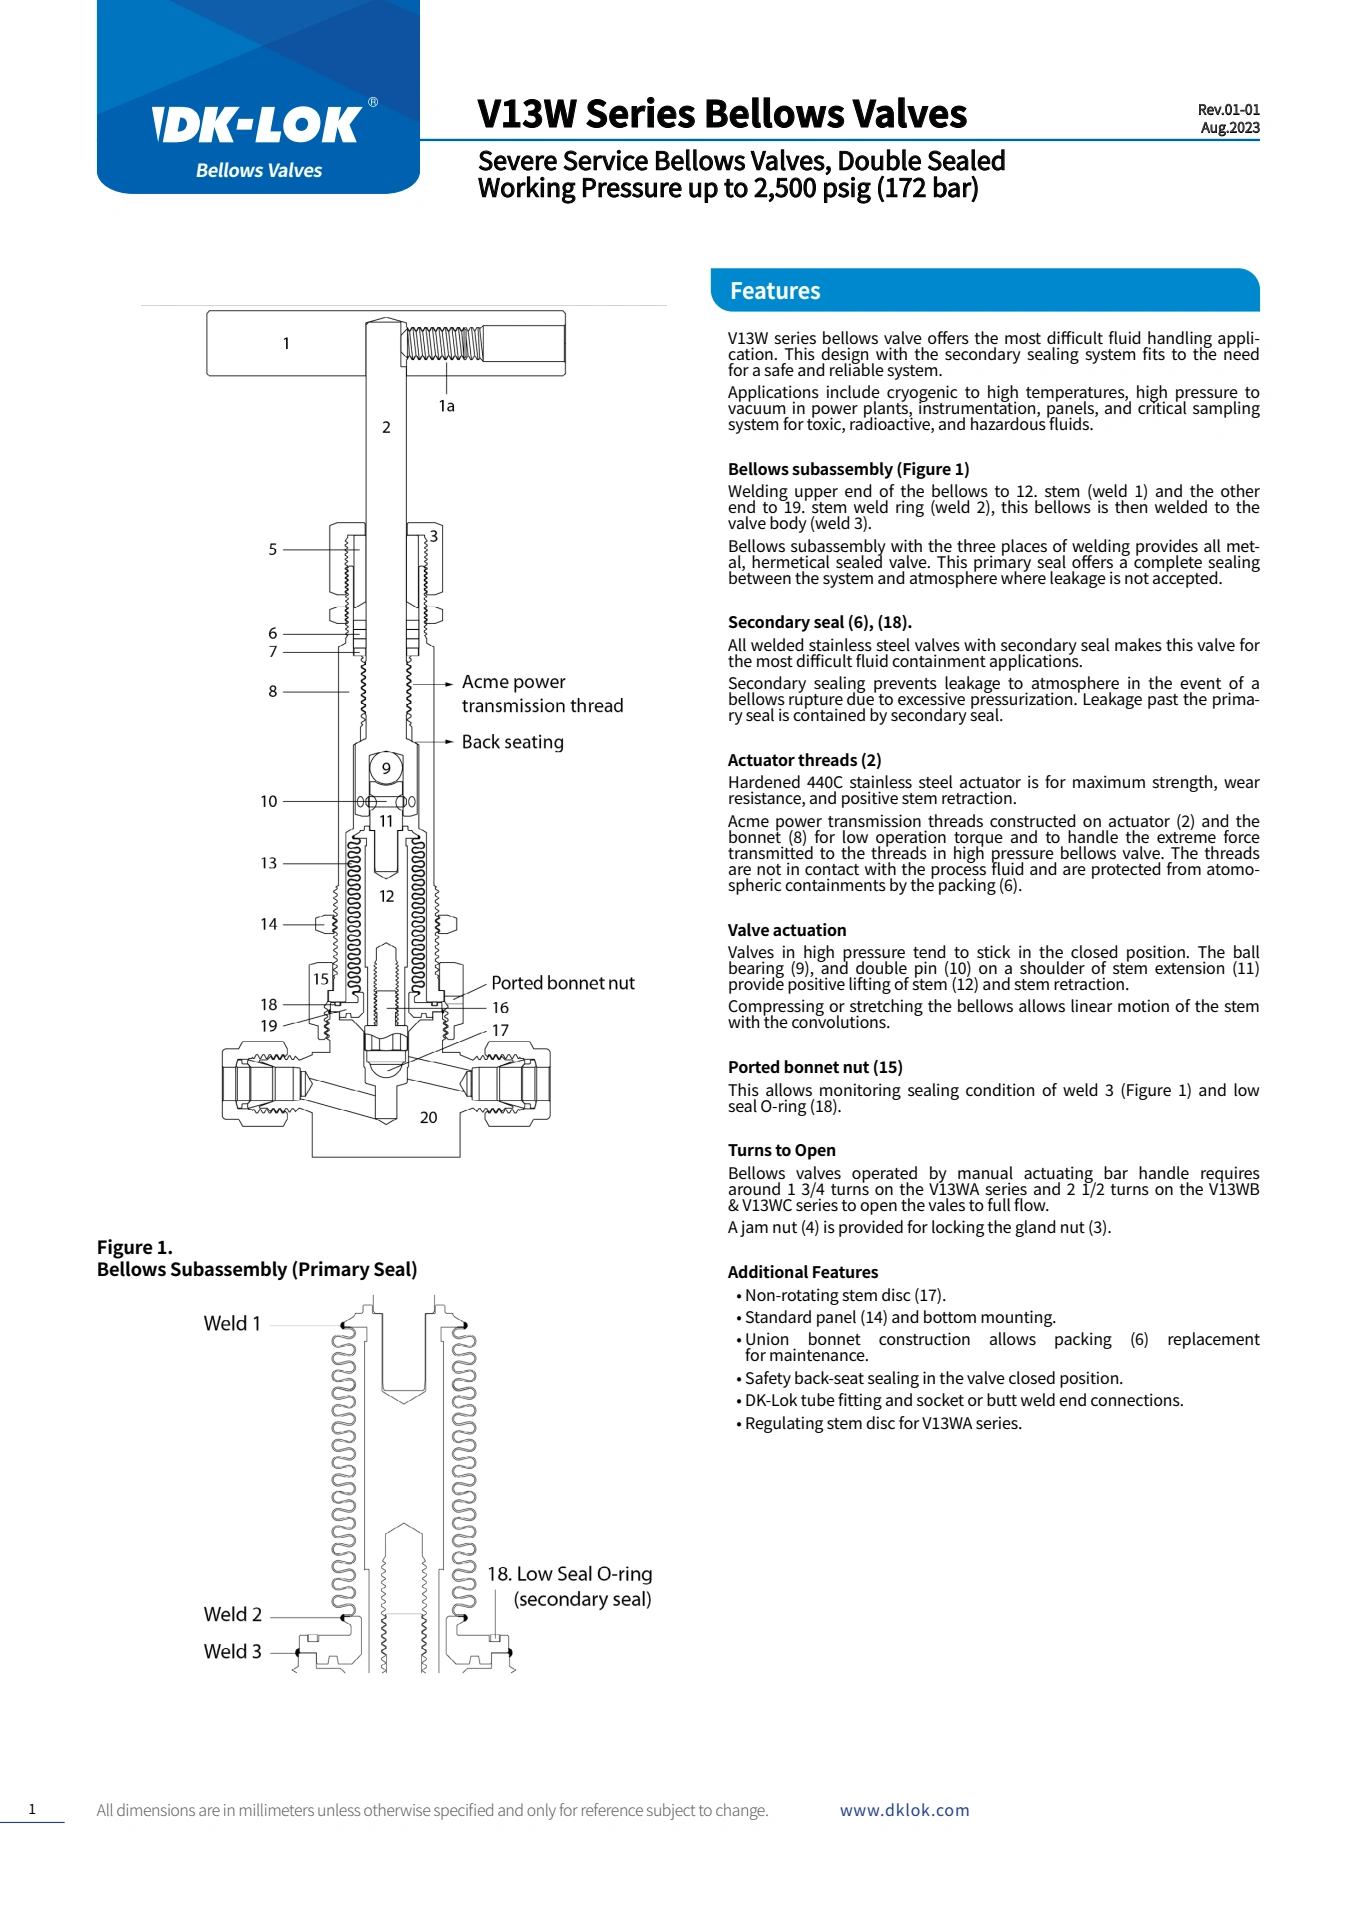 DK-LOK®
Bellows Valves
V13W Series Bellows Valves
Rev.01-01
Aug.2023
Severe Service Bellows Valves, Double Sealed
Working Pressure up to 2,500 psig (172 bar)
1
1a
2
3
5
6
7
8
Acme power
transmission thread
Back seating
9
10
11
13
12
14
15
Ported bonnet nut
18
16
19
17
20
Figure 1.
Bellows Subassembly (Primary Seal)
Weld 1
18. Low Seal O-ring
(secondary seal)
Weld 2
Weld 3
Features
V13W series bellows valve offers the most difficult fluid handling appli-
cation. This design with the secondary sealing system fits to the need
for a safe and reliable system.
Applications include cryogenic to high temperatures, high pressure to
vacuum in power plants, instrumentation, panels, and critical sampling
system for toxic, radioactive, and hazardous fluids.
Bellows subassembly (Figure 1)
Welding upper end of the bellows to 12. stem (weld 1) and the other
end to 19. stem weld ring (weld 2), this bellows is then welded to the
valve body (weld 3).
Bellows subassembly with the three places of welding provides all met-
al, hermetical sealed valve. This primary seal offers a complete sealing
between the system and atmosphere where leakage is not accepted.
Secondary seal (6), (18).
All welded stainless steel valves with secondary seal makes this valve for
the most difficult fluid containment applications.
Secondary sealing prevents leakage to atmosphere in the event of a
bellows rupture due to excessive pressurization. Leakage past the prima-
ry seal is contained by secondary seal.
Actuator threads (2)
Hardened 440C stainless steel actuator is for maximum strength, wear
resistance, and positive stem retraction.
Acme power transmission threads constructed on actuator (2) and the
bonnet (8) for low operation torque and to handle the extreme force
transmitted to the threads in high pressure bellows valve. The threads
are not in contact with the process fluid and are protected from atomo-
spheric containments by the packing (6).
Valve actuation
Valves in high pressure tend to stick in the closed position. The ball
bearing (9), and double pin (10) on a shoulder of stem extension (11)
provide positive lifting of stem (12) and stem retraction.
Compressing or stretching the bellows allows linear motion of the stem
with the convolutions.
Ported bonnet nut (15)
This allows monitoring sealing condition of weld 3 (Figure 1) and low
seal O-ring (18).
Turns to Open
Bellows valves operated by manual actuating bar handle requires
around 1 3/4 turns on the V13WA series and 2 1/2 turns on the V13WB
& V13WC series to open the vales to full flow.
A jam nut (4) is provided for locking the gland nut (3).
Additional Features
• Non-rotating stem disc (17).
• Standard panel (14) and bottom mounting.
• Union bonnet construction allows packing (6) replacement
for maintenance.
• Safety back-seat sealing in the valve closed position.
• DK-Lok tube fitting and socket or butt weld end connections.
• Regulating stem disc for V13WA series.
1
All dimensions are in millimeters unless otherwise specified and only for reference subject to change.
www.dklok.com